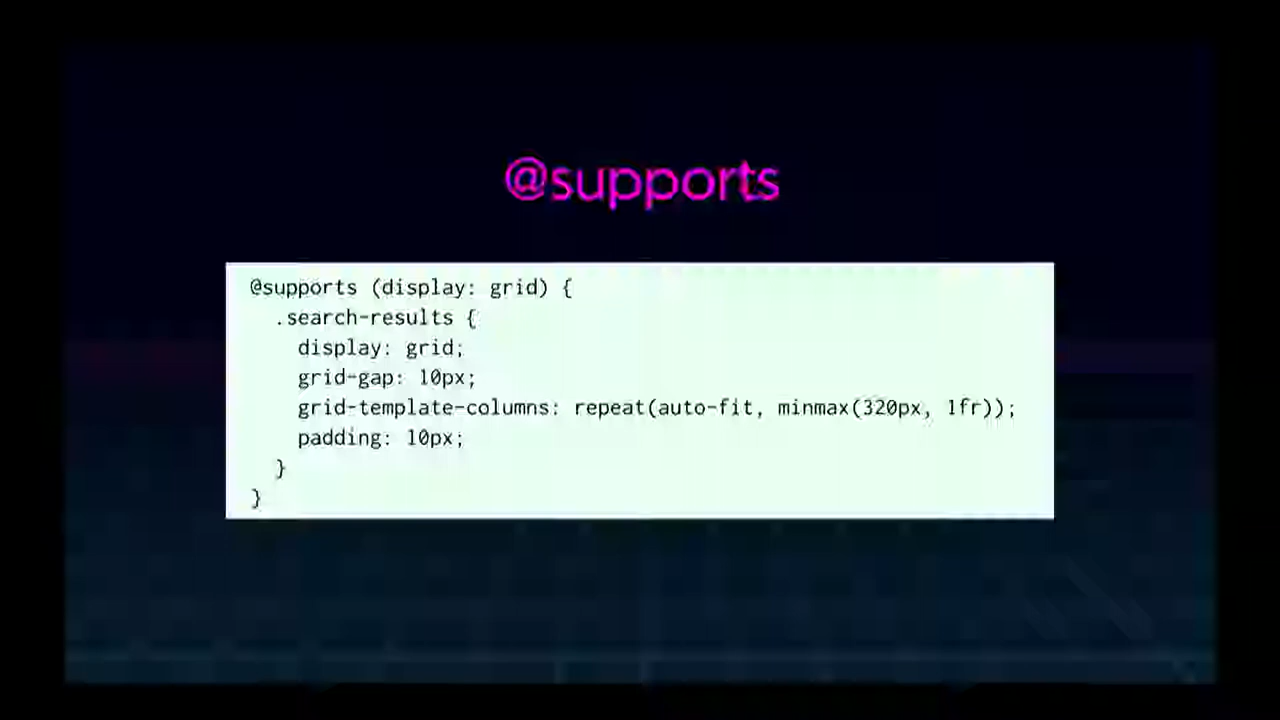 @supports
@supports (display: grid) {
  .search-results {
    display: grid;
    grid-gap: 10px;
    grid-template-columns: repeat(auto-fit, minmax(320px, 1fr));
    padding: 10px;
  }
}